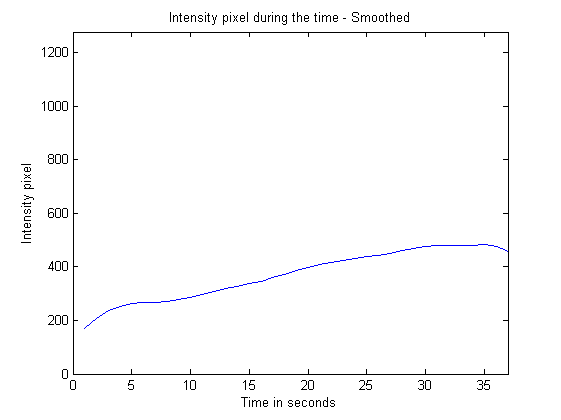 Intensity pixel during the time - Smoothed
1200
1000
800
600
400
200
0
Intensity pixel
0 5 10 15 20 25 30 35
Time in seconds